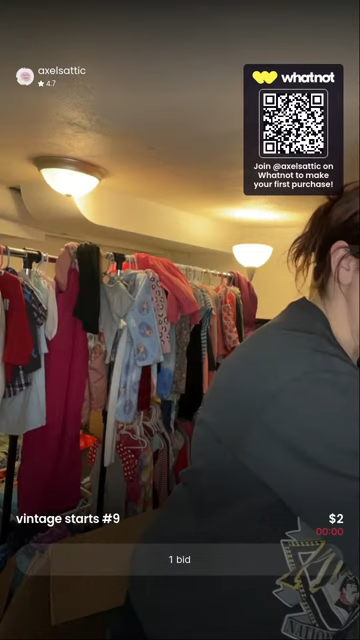 axelsattic
★ 4.7
whatnot
Join @axelsattic on
Whatnot to make
your first purchase!
vintage starts #9
$2
00:00
1 bid